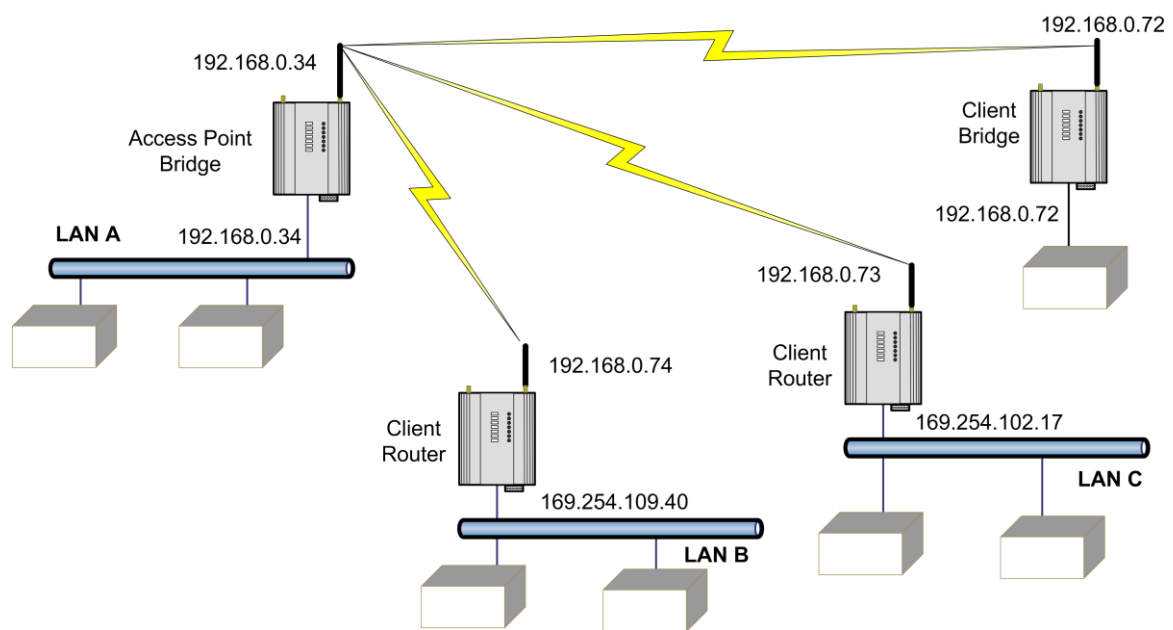 192.168.0.72
192.168.0.34
Client
Bridge
Access Point
Bridge
192.168.0.72
LAN A
192.168.0.34
192.168.0.73
192.168.0.74
Client
Router
Client
Router
169.254.102.17
LAN C
169.254.109.40
LAN B